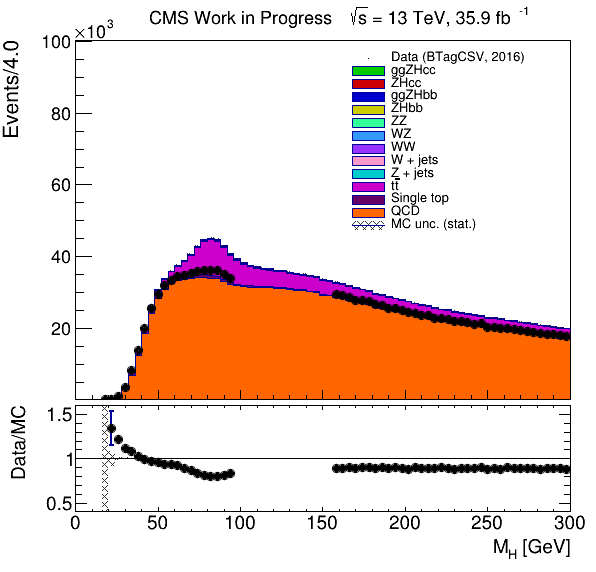 CMS Work in Progress √s = 13 TeV, 35.9 fb⁻¹
×10³
Events/4.0
100
80
60
40
20
Data (BTagCSV, 2016)
ggZHcc
ZHcc
ggZHbb
ZHbb
ZZ
WZ
WW
W + jets
Z + jets
tt̄
Single top
QCD
MC unc. (stat.)
Data/MC
1.5
1
0.5
0 50 100 150 200 250 300
M_H [GeV]